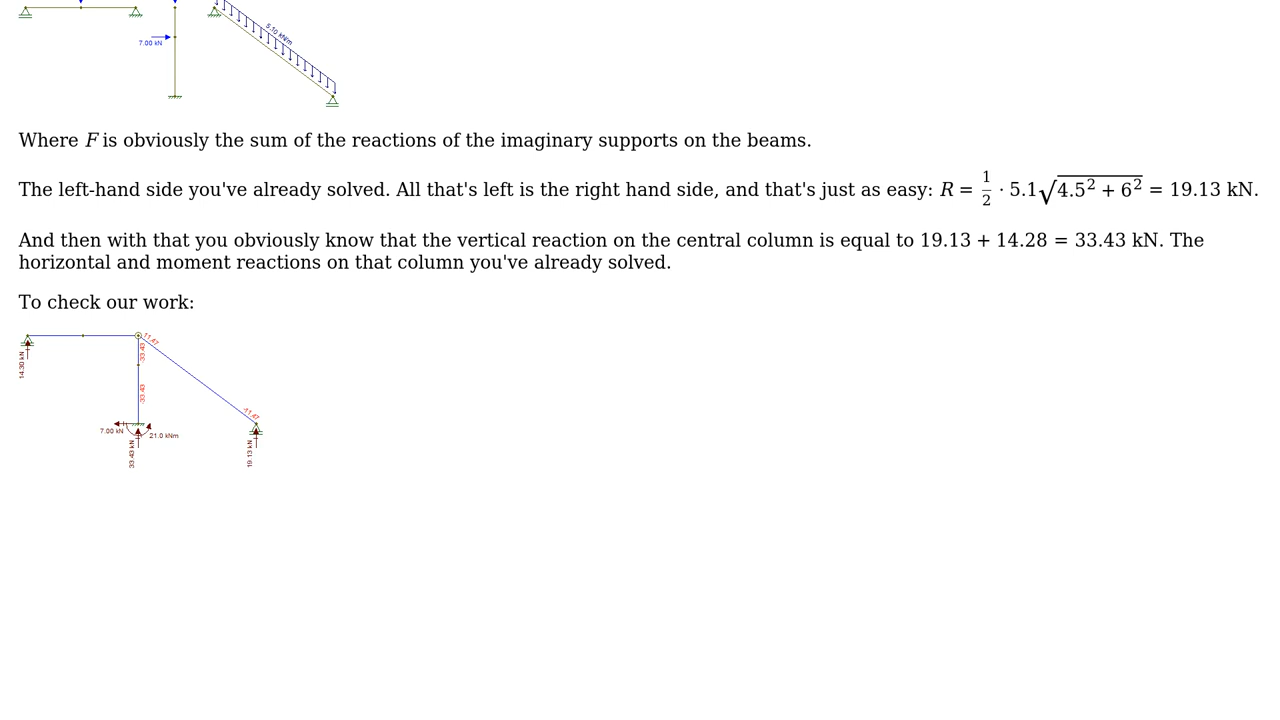 5.10 kN/m
7.00 kN
Where F is obviously the sum of the reactions of the imaginary supports on the beams.
The left-hand side you've already solved. All that's left is the right hand side, and that's just as easy: R = 1/2 · 5.1√(4.5² + 6²) = 19.13 kN.
And then with that you obviously know that the vertical reaction on the central column is equal to 19.13 + 14.28 = 33.43 kN. The
horizontal and moment reactions on that column you've already solved.
To check our work:
11.47
-33.43
14.30 kN
-33.43
-11.47
7.00 kN
21.0 kNm
33.43 kN
19.13 kN